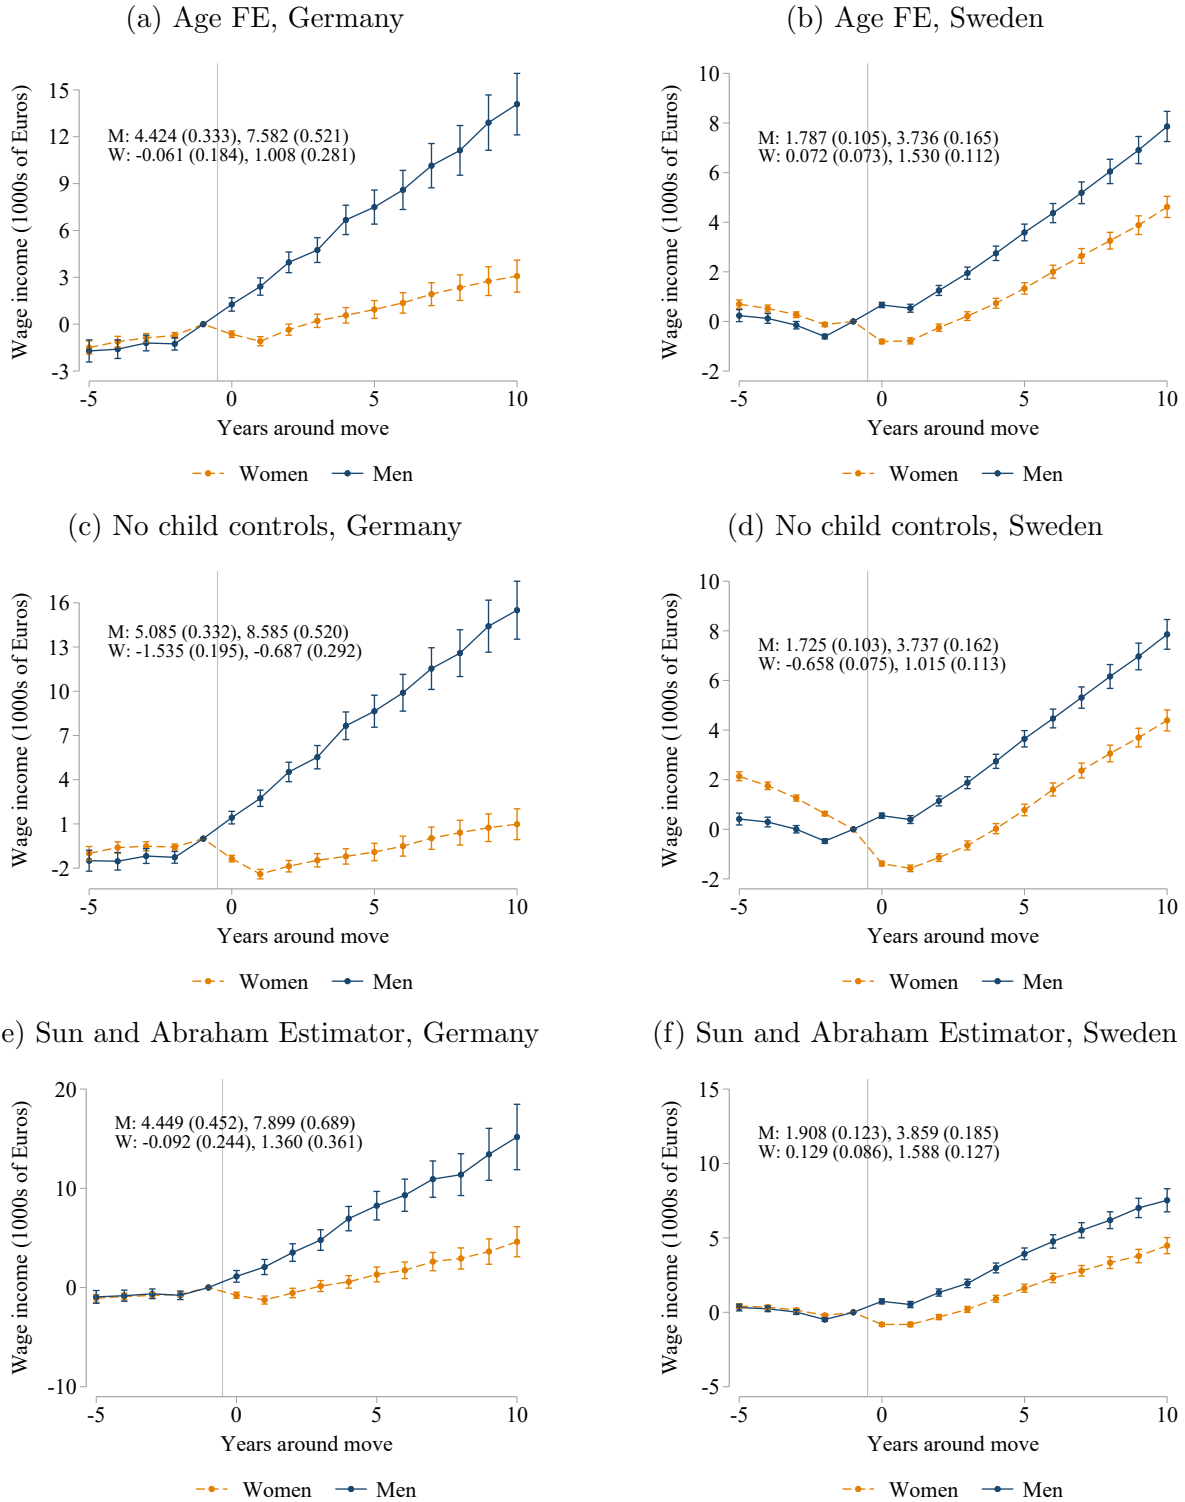 (a) Age FE, Germany
Wage income (1000s of Euros)
15
12
9
6
3
0
-3
M: 4.424 (0.333), 7.582 (0.521)
W: -0.061 (0.184), 1.008 (0.281)
-5 0 5 10
Years around move
Women Men
(b) Age FE, Sweden
Wage income (1000s of Euros)
10
8
6
4
2
0
-2
M: 1.787 (0.105), 3.736 (0.165)
W: 0.072 (0.073), 1.530 (0.112)
-5 0 5 10
Years around move
Women Men
(c) No child controls, Germany
Wage income (1000s of Euros)
16
13
10
7
4
1
-2
M: 5.085 (0.332), 8.585 (0.520)
W: -1.535 (0.195), -0.687 (0.292)
-5 0 5 10
Years around move
Women Men
(d) No child controls, Sweden
Wage income (1000s of Euros)
10
8
6
4
2
0
-2
M: 1.725 (0.103), 3.737 (0.162)
W: -0.658 (0.075), 1.015 (0.113)
-5 0 5 10
Years around move
Women Men
e) Sun and Abraham Estimator, Germany
Wage income (1000s of Euros)
20
10
0
-10
M: 4.449 (0.452), 7.899 (0.689)
W: -0.092 (0.244), 1.360 (0.361)
-5 0 5 10
Years around move
Women Men
(f) Sun and Abraham Estimator, Sweden
Wage income (1000s of Euros)
15
10
5
0
-5
M: 1.908 (0.123), 3.859 (0.185)
W: 0.129 (0.086), 1.588 (0.127)
-5 0 5 10
Years around move
Women Men